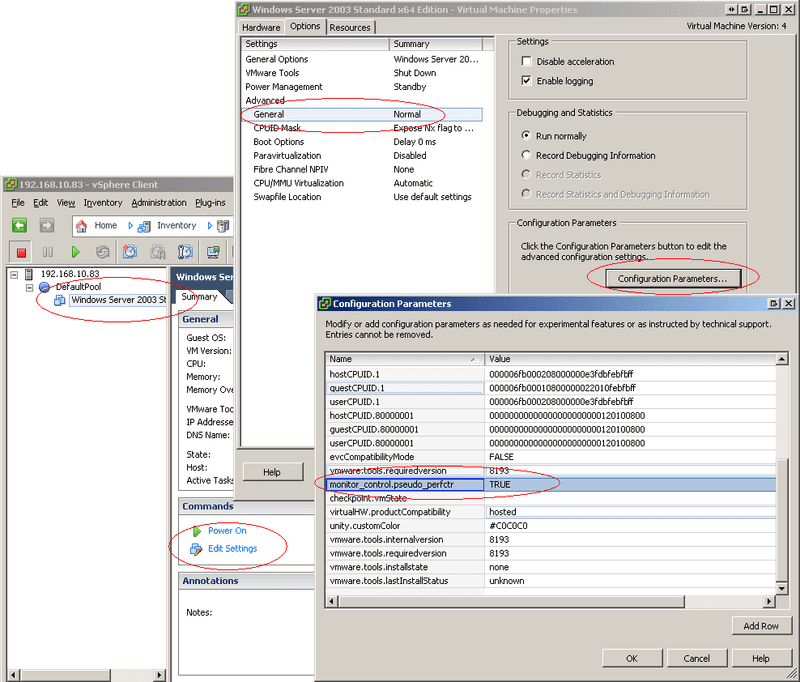 Windows Server 2003 Standard x64 Edition - Virtual Machine Properties
Hardware Options Resources
Virtual Machine Version: 4
Settings Summary
General Options Windows Server 20...
VMware Tools Shut Down
Power Management Standby
Advanced
General Normal
CPUID Mask Expose Nx flag to ...
Boot Options Delay 0 ms
Paravirtualization Disabled
Fibre Channel NPIV None
CPU/MMU Virtualization Automatic
Swapfile Location Use default settings
Settings
Disable acceleration
Enable logging
Debugging and Statistics
Run normally
Record Debugging Information
Record Statistics
Record Statistics and Debugging Information
Configuration Parameters
Click the Configuration Parameters button to edit the
advanced configuration settings.
Configuration Parameters...
Help
192.168.10.83 - vSphere Client
File Edit View Inventory Administration Plug-ins
Home Inventory
192.168.10.83
DefaultPool
Windows Server 2003 St
Windows Ser
Summary
General
Guest OS:
VM Version:
CPU:
Memory:
Memory Ove
VMware Too
IP Addresse
DNS Name:
State:
Host:
Active Tasks
Commands
Power On
Edit Settings
Annotations
Notes:
Configuration Parameters
Modify or add configuration parameters as needed for experimental features or as instructed by technical support.
Entries cannot be removed.
Name Value
hostCPUID.1 000006fb000208000000e3fdbfebfbff
guestCPUID.1 000006fb00010800000022010febfbff
userCPUID.1 000006fb000208000000e3fdbfebfbff
hostCPUID.80000001 00000000000000000000000120100800
guestCPUID.80000001 00000000000000000000000120100800
userCPUID.80000001 00000000000000000000000120100800
evcCompatibilityMode FALSE
vmware.tools.requiredversion 8193
monitor_control.pseudo_perfctr TRUE
checkpoint.vmState
virtualHW.productCompatibility hosted
unity.customColor #C0C0C0
vmware.tools.internalversion 8193
vmware.tools.requiredversion 8193
vmware.tools.installstate none
vmware.tools.lastInstallStatus unknown
Add Row
OK Cancel Help